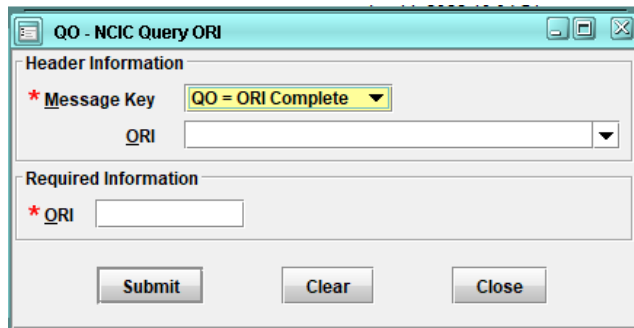 QO - NCIC Query ORI
Header Information
* Message Key QO = ORI Complete
ORI
Required Information
* ORI
Submit Clear Close